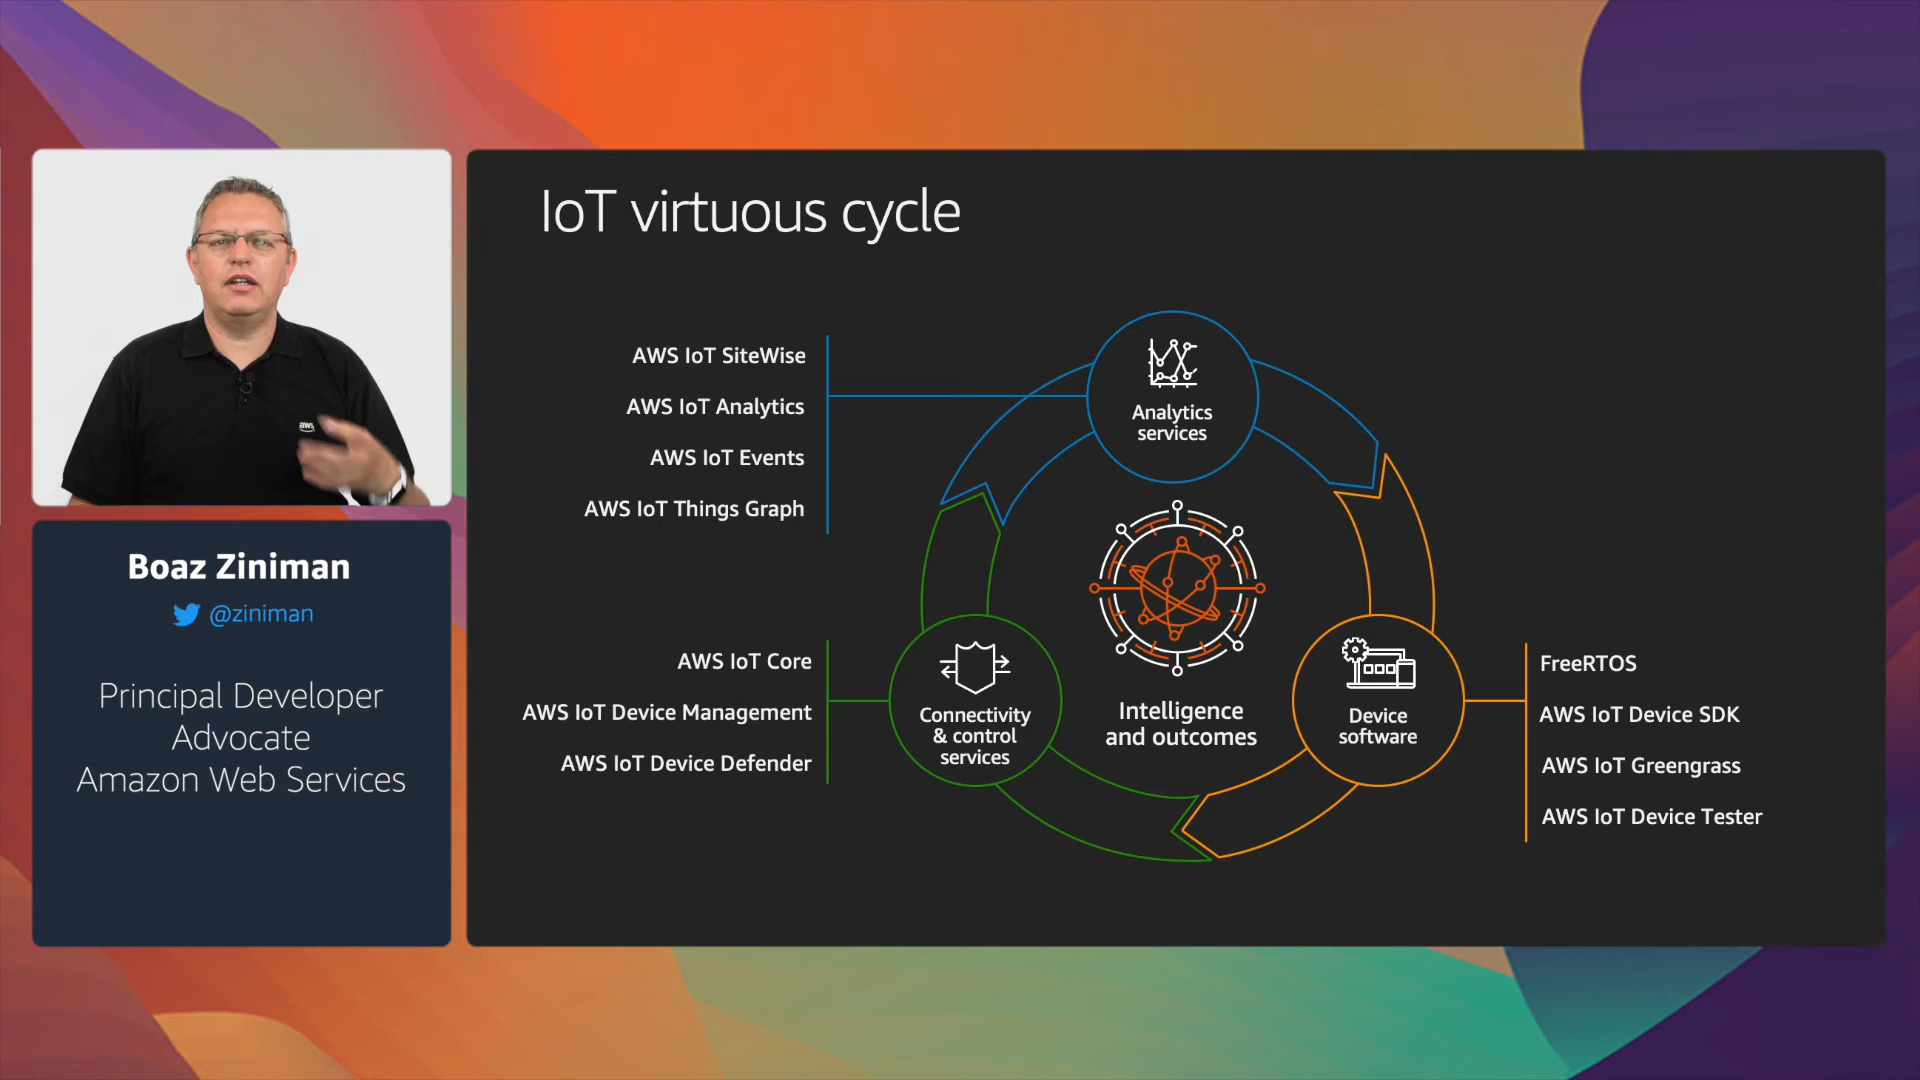 IoT virtuous cycle
aws
Boaz Ziniman
@ziniman
Principal Developer
Advocate
Amazon Web Services
AWS IoT SiteWise
AWS IoT Analytics
AWS IoT Events
AWS IoT Things Graph
Analytics
services
AWS IoT Core
AWS IoT Device Management
AWS IoT Device Defender
Connectivity
& control
services
Intelligence
and outcomes
Device
software
FreeRTOS
AWS IoT Device SDK
AWS IoT Greengrass
AWS IoT Device Tester